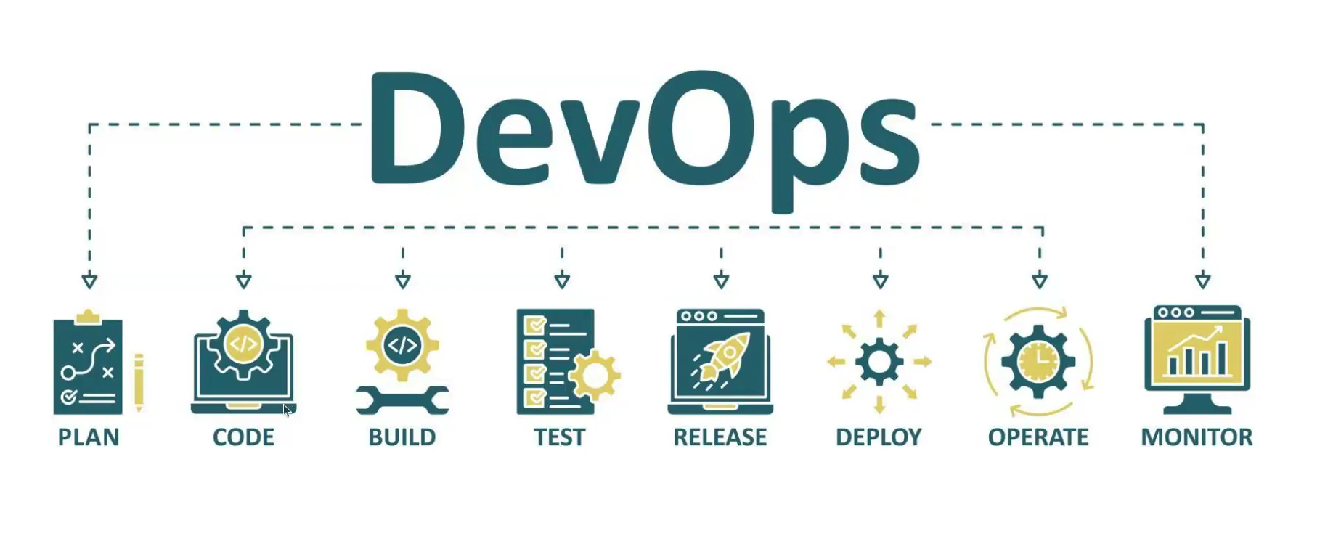 DevOps
PLAN
CODE
BUILD
TEST
RELEASE
DEPLOY
OPERATE
MONITOR